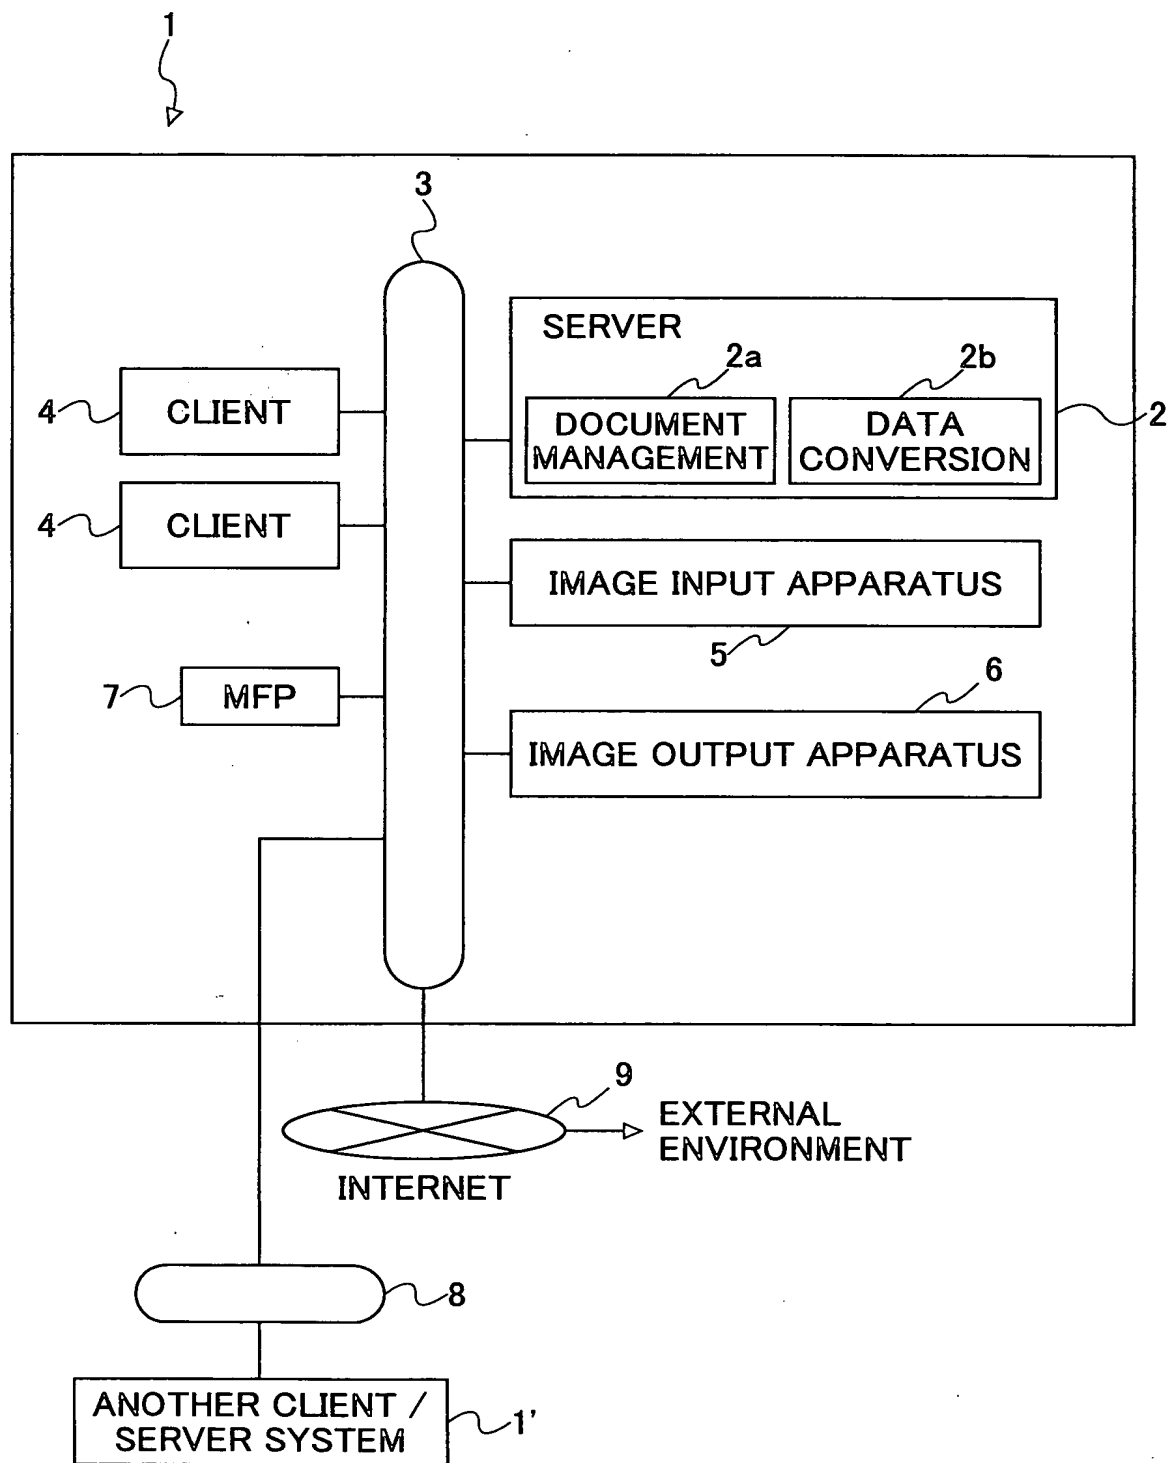 1
3
SERVER
2a
2b
4
CLIENT
DOCUMENT
MANAGEMENT
DATA
CONVERSION
2
4
CLIENT
IMAGE INPUT APPARATUS
5
7
MFP
6
IMAGE OUTPUT APPARATUS
9
EXTERNAL
ENVIRONMENT
INTERNET
8
ANOTHER CLIENT /
SERVER SYSTEM
1'